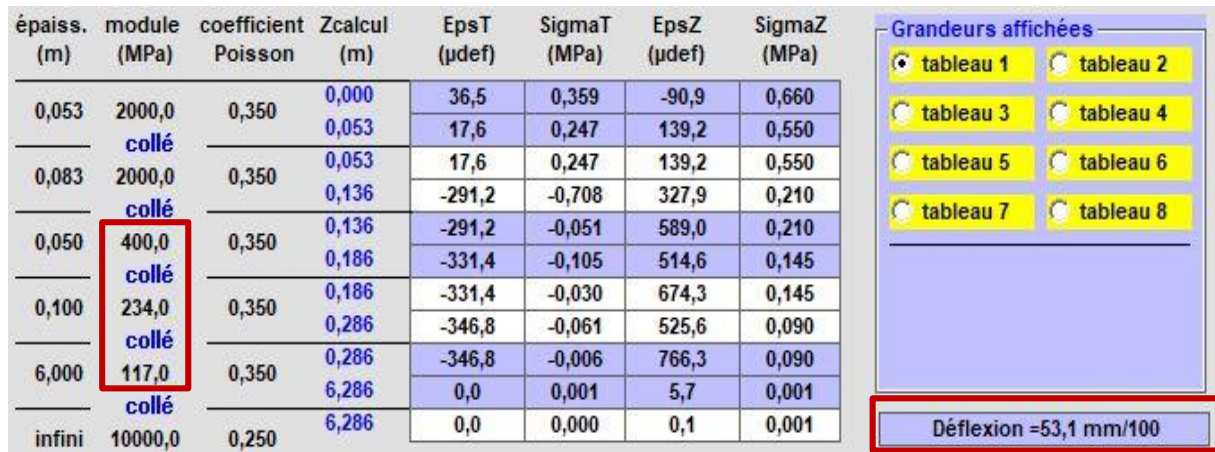 épaiss. module coefficient Zcalcul EpsT SigmaT EpsZ SigmaZ
(m) (MPa) Poisson (m) (µdef) (MPa) (µdef) (MPa)
0,053 2000,0 0,350 0,000 36,5 0,359 -90,9 0,660
0,053 17,6 0,247 139,2 0,550
collé
0,083 2000,0 0,350 0,053 17,6 0,247 139,2 0,550
0,136 -291,2 -0,708 327,9 0,210
collé
0,050 400,0 0,350 0,136 -291,2 -0,051 589,0 0,210
0,186 -331,4 -0,105 514,6 0,145
collé
0,100 234,0 0,350 0,186 -331,4 -0,030 674,3 0,145
0,286 -346,8 -0,061 525,6 0,090
collé
6,000 117,0 0,350 0,286 -346,8 -0,006 766,3 0,090
6,286 0,0 0,001 5,7 0,001
collé
infini 10000,0 0,250 6,286 0,0 0,000 0,1 0,001
Grandeurs affichées
tableau 1 tableau 2
tableau 3 tableau 4
tableau 5 tableau 6
tableau 7 tableau 8
Déflexion =53,1 mm/100